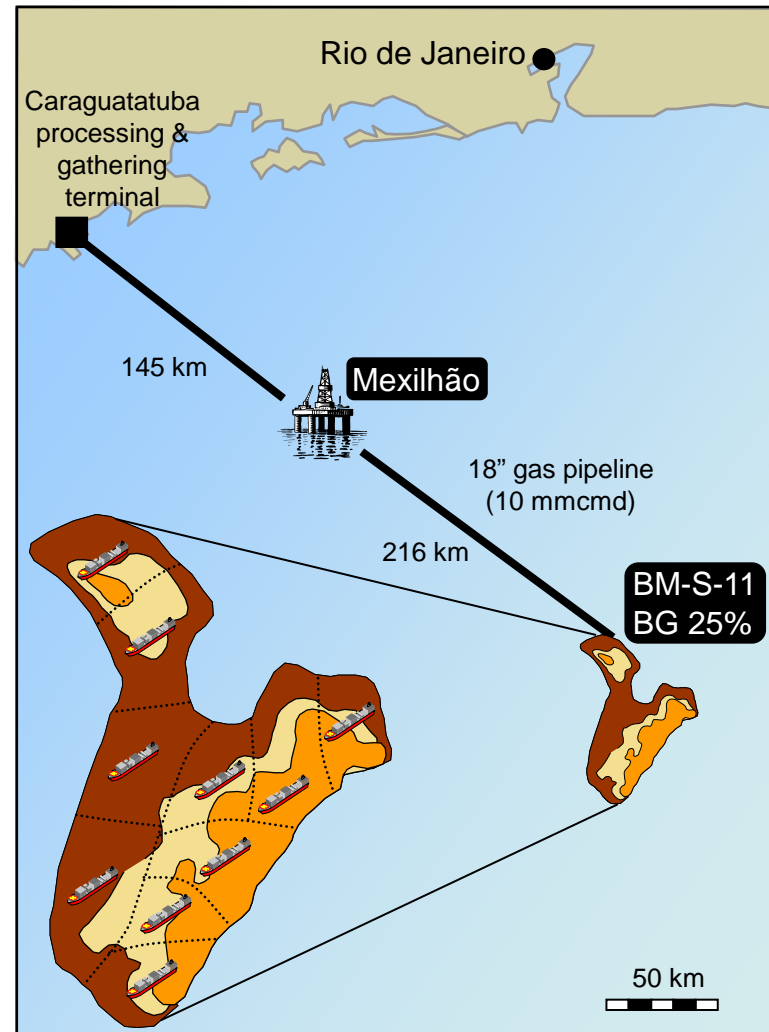 Rio de Janeiro
Caraguatatuba
processing &
gathering
terminal
145 km
Mexilhão
18” gas pipeline
(10 mmcmd)
216 km
BM-S-11
BG 25%
50 km